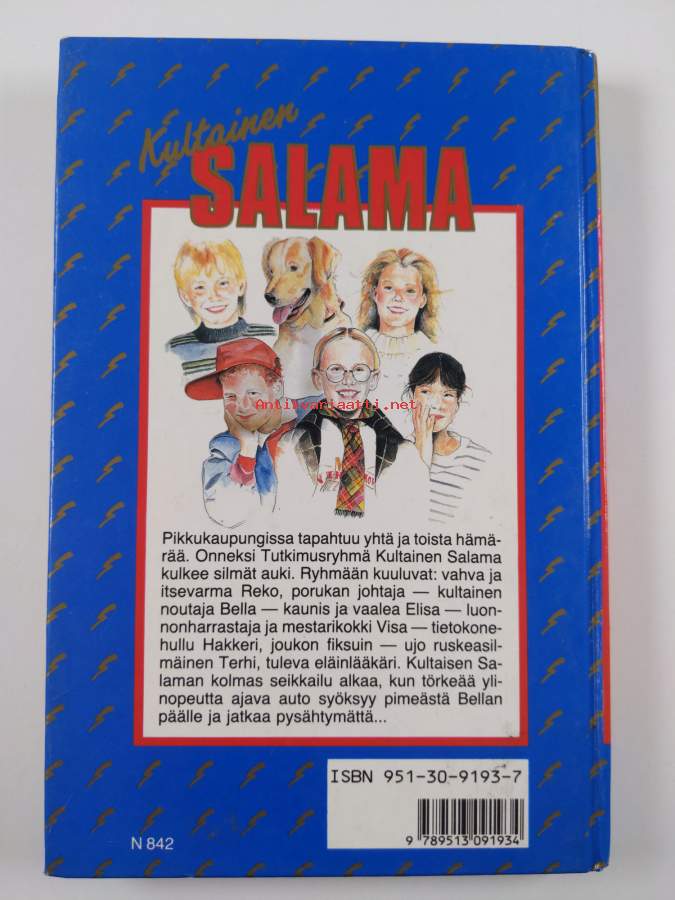 Kultainen
SALAMA
Antikvariaatti.net
Pikkukaupungissa tapahtuu yhtä ja toista hämä-
rää. Onneksi Tutkimusryhmä Kultainen Salama
kulkee silmät auki. Ryhmään kuuluvat: vahva ja
itsevarma Reko, porukan johtaja — kultainen
noutaja Bella — kaunis ja vaalea Elisa — luon-
nonharrastaja ja mestarikokki Visa — tietokone-
hullu Hakkeri, joukon fiksuin — ujo ruskeasil-
mäinen Terhi, tuleva eläinlääkäri. Kultaisen Sa-
laman kolmas seikkailu alkaa, kun törkeää yli-
nopeutta ajava auto syöksyy pimeästä Bellan
päälle ja jatkaa pysähtymättä...
ISBN 951-30-9193-7
9 789513 091934
N 842